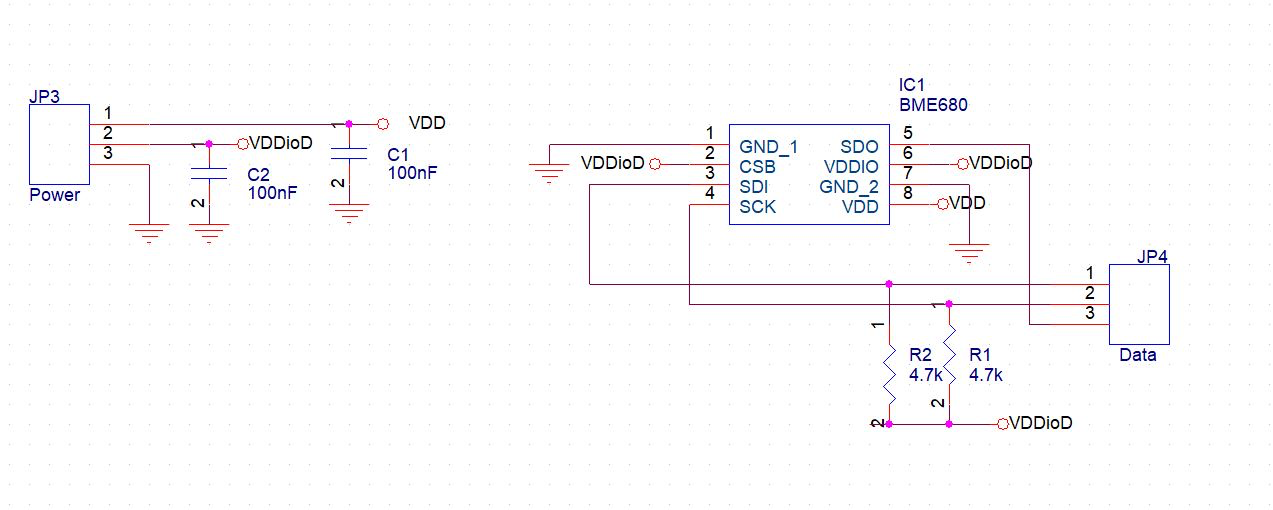 JP3
1
2
3
Power
VDDioD
VDD
1
2
C2
100nF
1
2
C1
100nF
IC1
BME680
1
2
3
4
GND_1
CSB
SDI
SCK
SDO
VDDIO
GND_2
VDD
5
6
7
8
VDDioD
VDDioD
VDD
JP4
1
2
3
Data
1
R2
4.7k
2
1
R1
4.7k
2
VDDioD